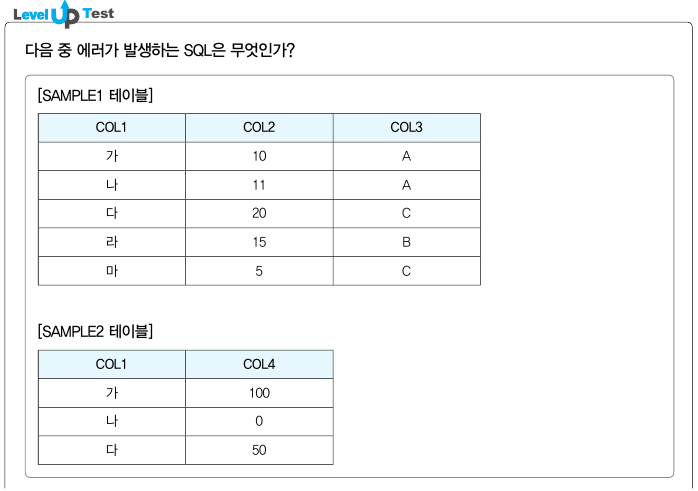 Level Up Test
다음 중 에러가 발생하는 SQL은 무엇인가?
[SAMPLE1 테이블]
COL1 COL2 COL3
가 10 A
나 11 A
다 20 C
라 15 B
마 5 C
[SAMPLE2 테이블]
COL1 COL4
가 100
나 0
다 50